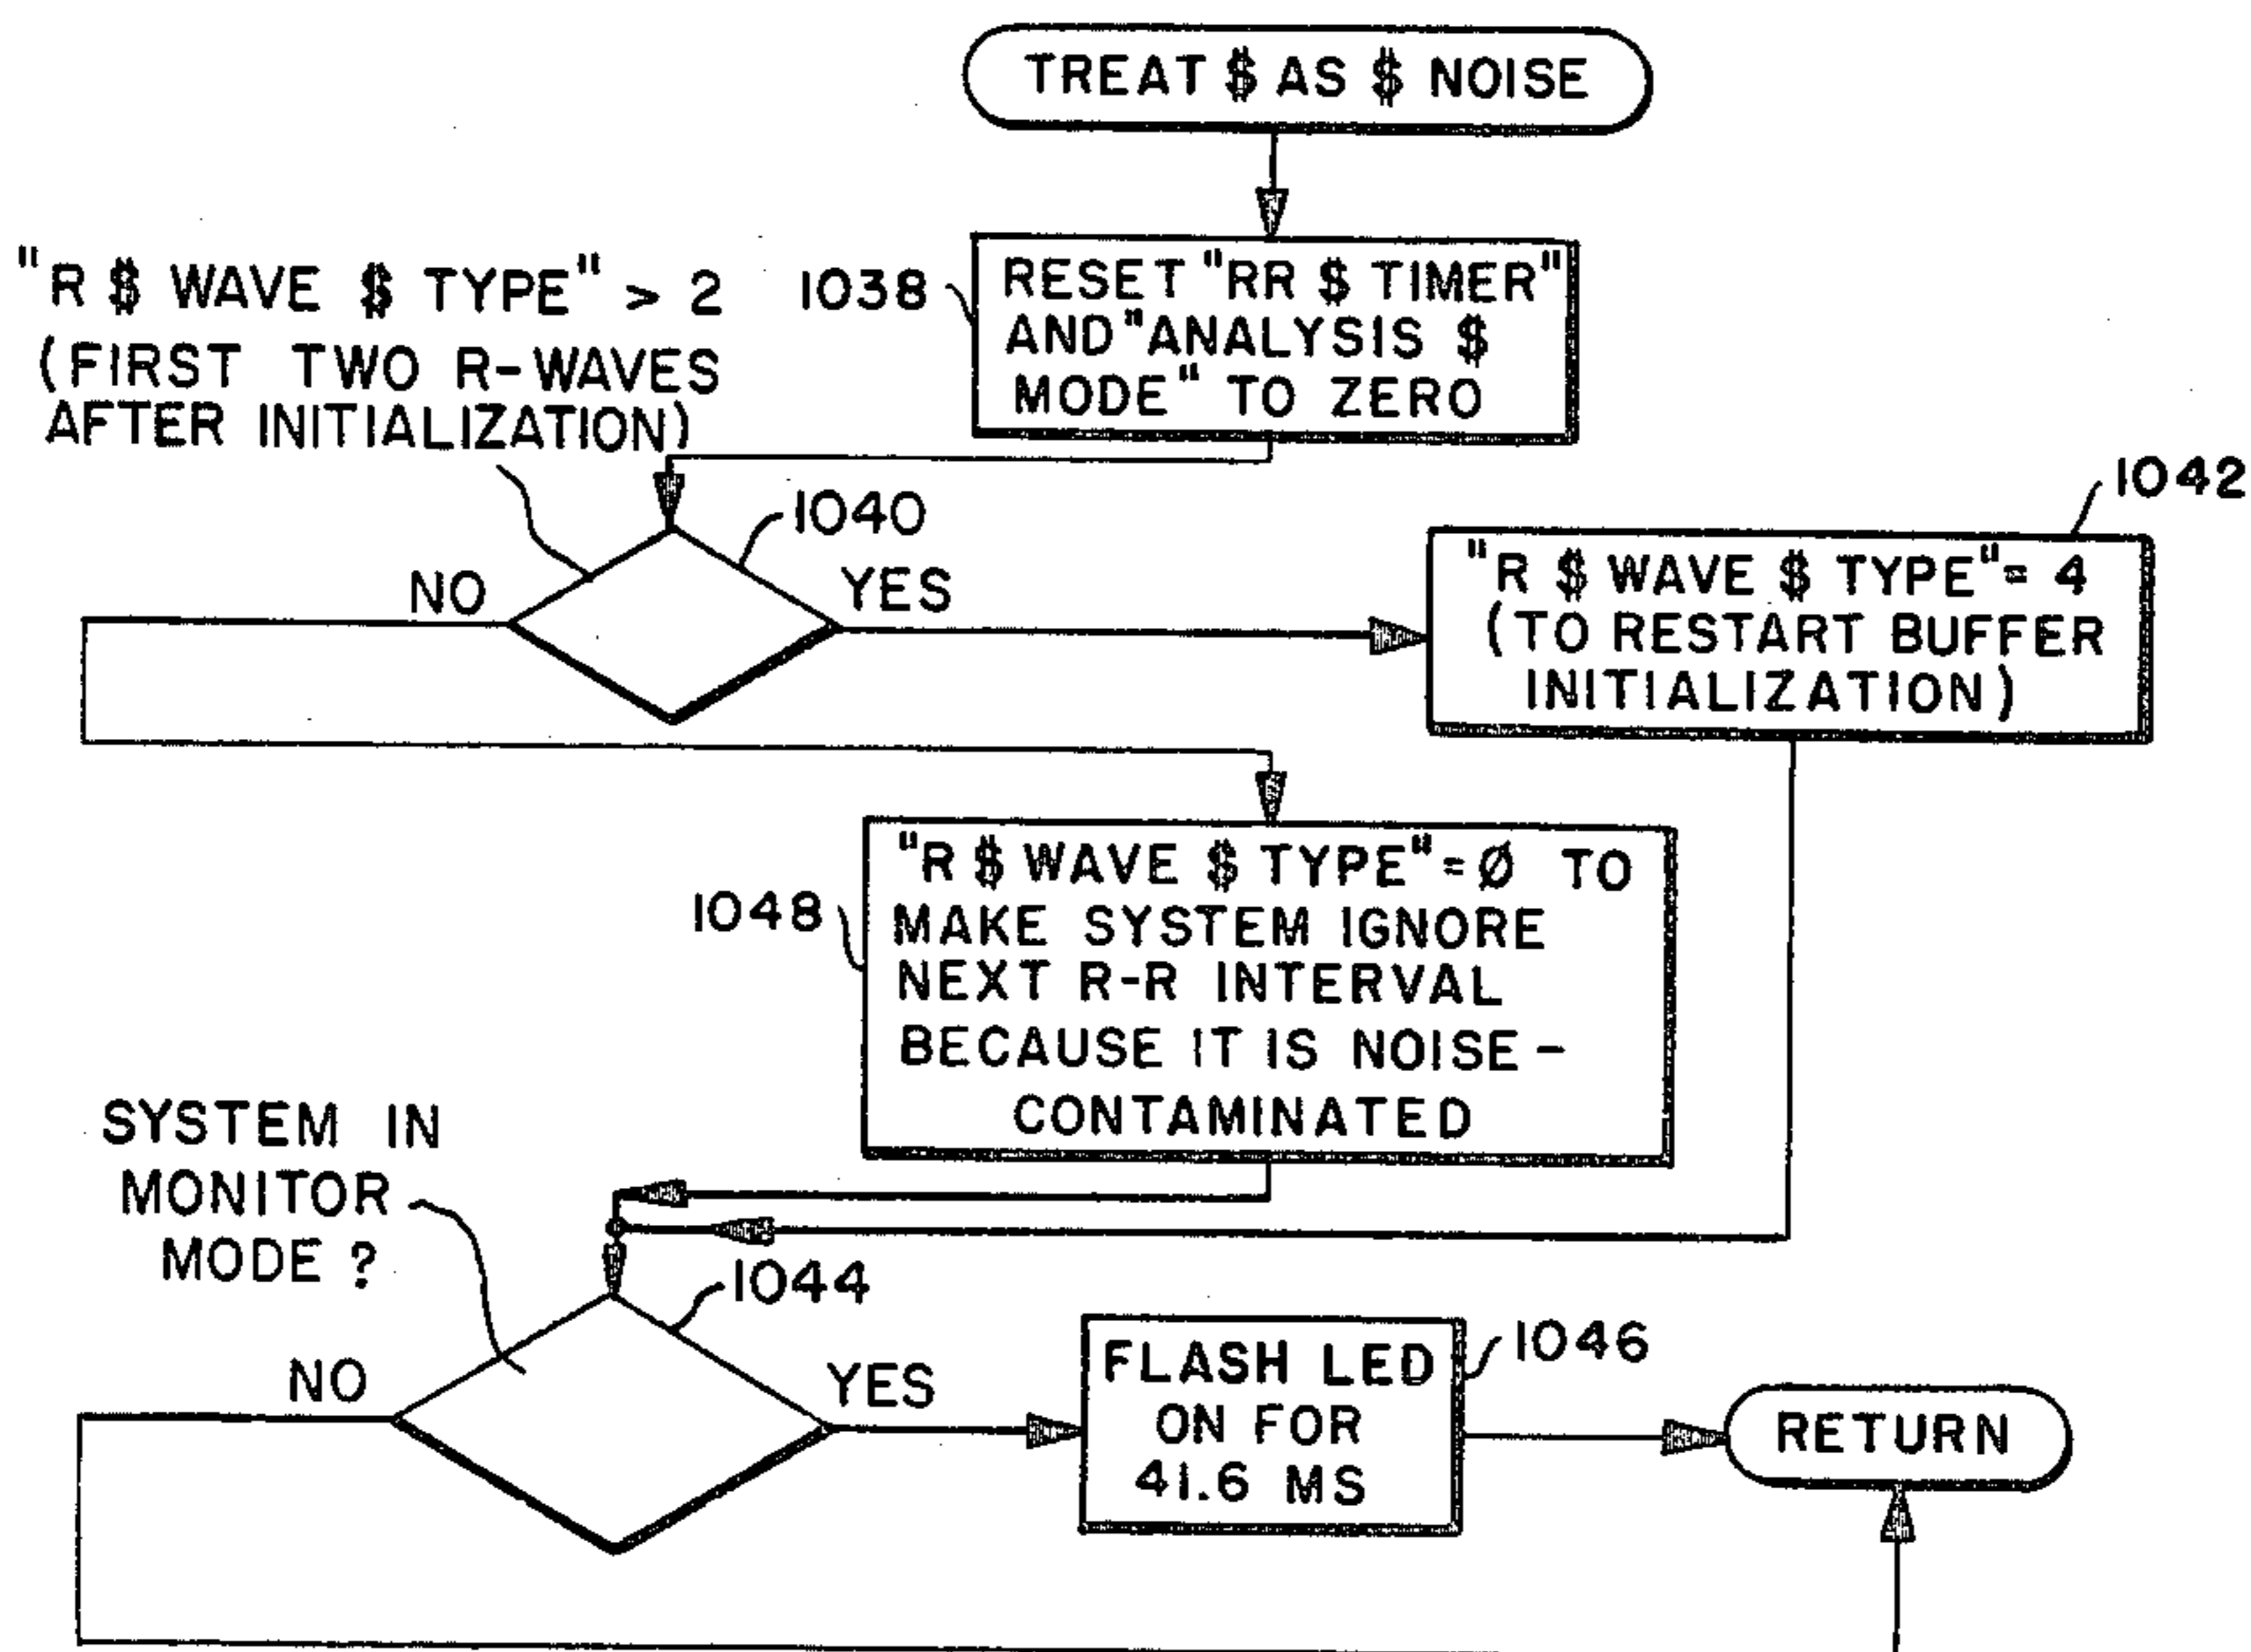 TREAT $ AS $ NOISE
"R $ WAVE $ TYPE" > 2
(FIRST TWO R-WAVES
AFTER INITIALIZATION)
1038
RESET "RR $ TIMER"
AND "ANALYSIS $
MODE" TO ZERO
1040
NO
YES
1042
"R $ WAVE $ TYPE"= 4
(TO RESTART BUFFER
INITIALIZATION)
1048
"R $ WAVE $ TYPE"=Ø TO
MAKE SYSTEM IGNORE
NEXT R-R INTERVAL
BECAUSE IT IS NOISE-
CONTAMINATED
SYSTEM IN
MONITOR
MODE ?
1044
NO
YES
FLASH LED
ON FOR
41.6 MS
1046
RETURN